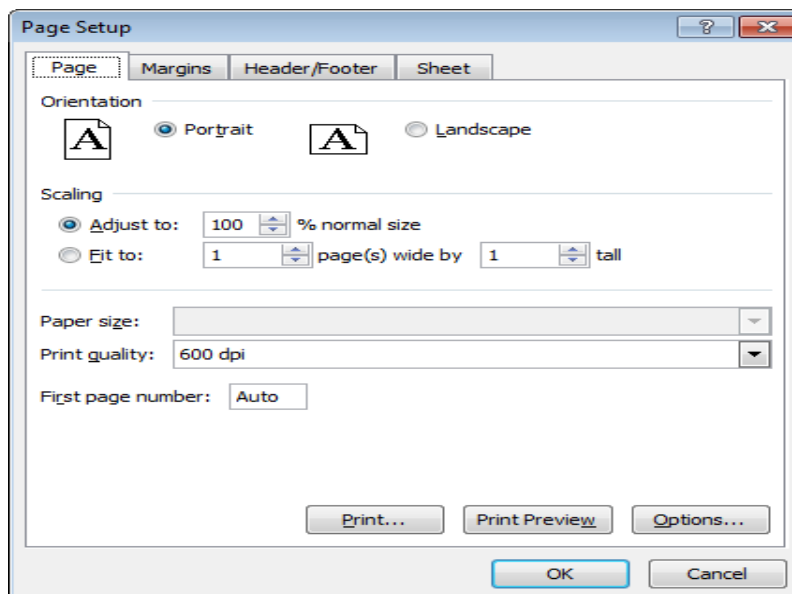 Page Setup
Page Margins Header/Footer Sheet
Orientation
A Portrait A Landscape
Scaling
Adjust to: 100 % normal size
Fit to: 1 page(s) wide by 1 tall
Paper size:
Print quality: 600 dpi
First page number: Auto
Print... Print Preview Options...
OK Cancel